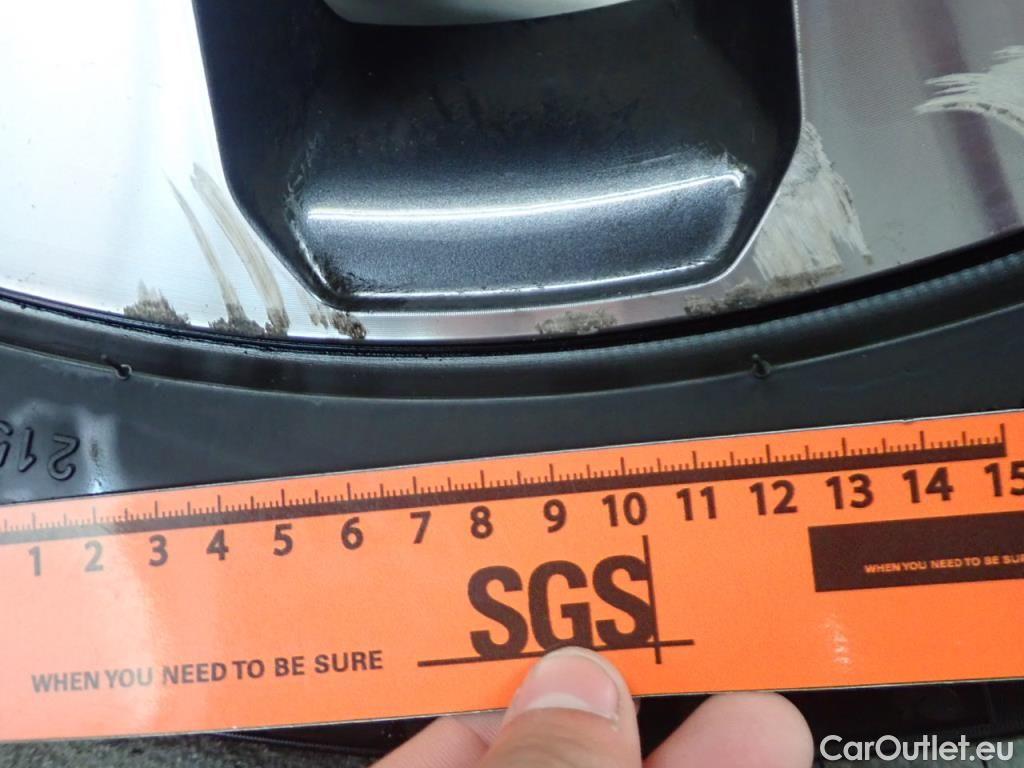 215
1 2 3 4 5 6 7 8 9 10 11 12 13 14 15
SGS
WHEN YOU NEED TO BE SURE
WHEN YOU NEED TO BE
CarOutlet.eu